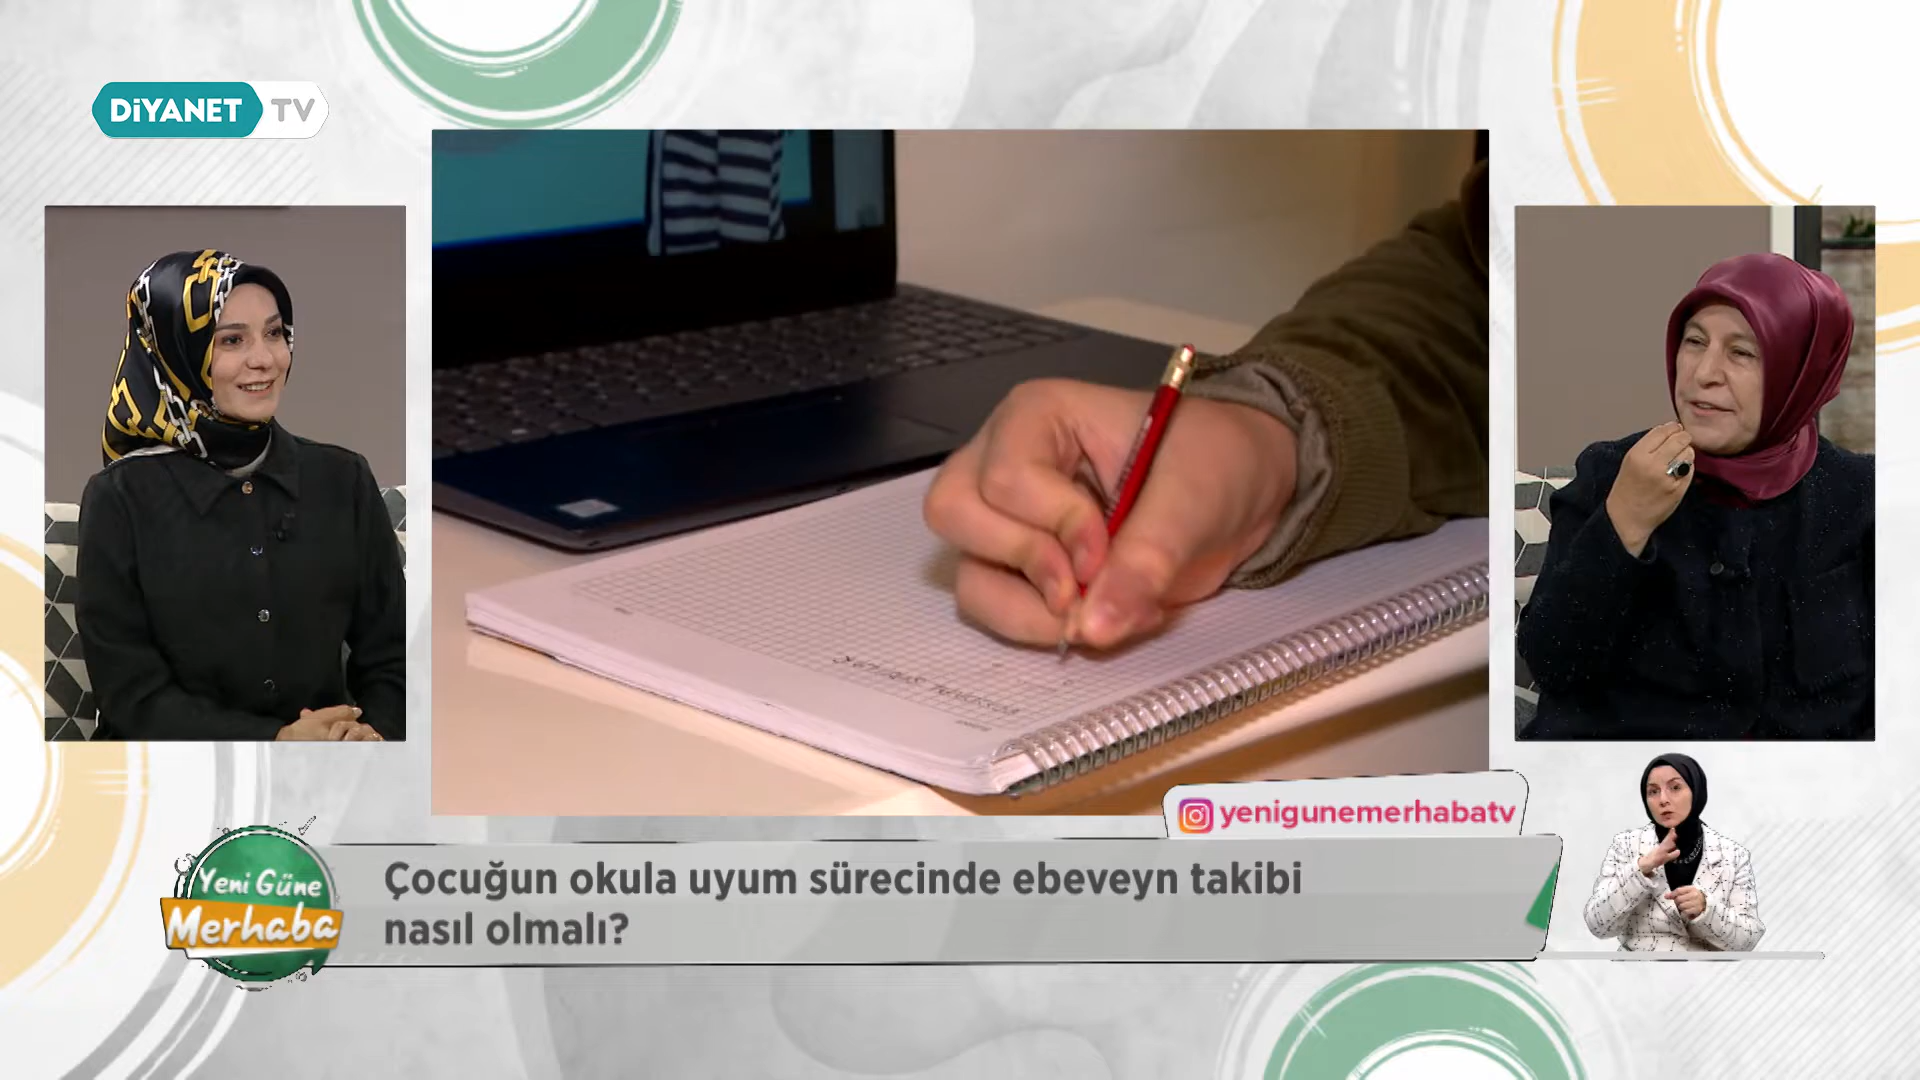 DİYANET TV
yenigunemerhabatv
Yeni Güne
Merhaba
Çocuğun okula uyum sürecinde ebeveyn takibi
nasıl olmalı?